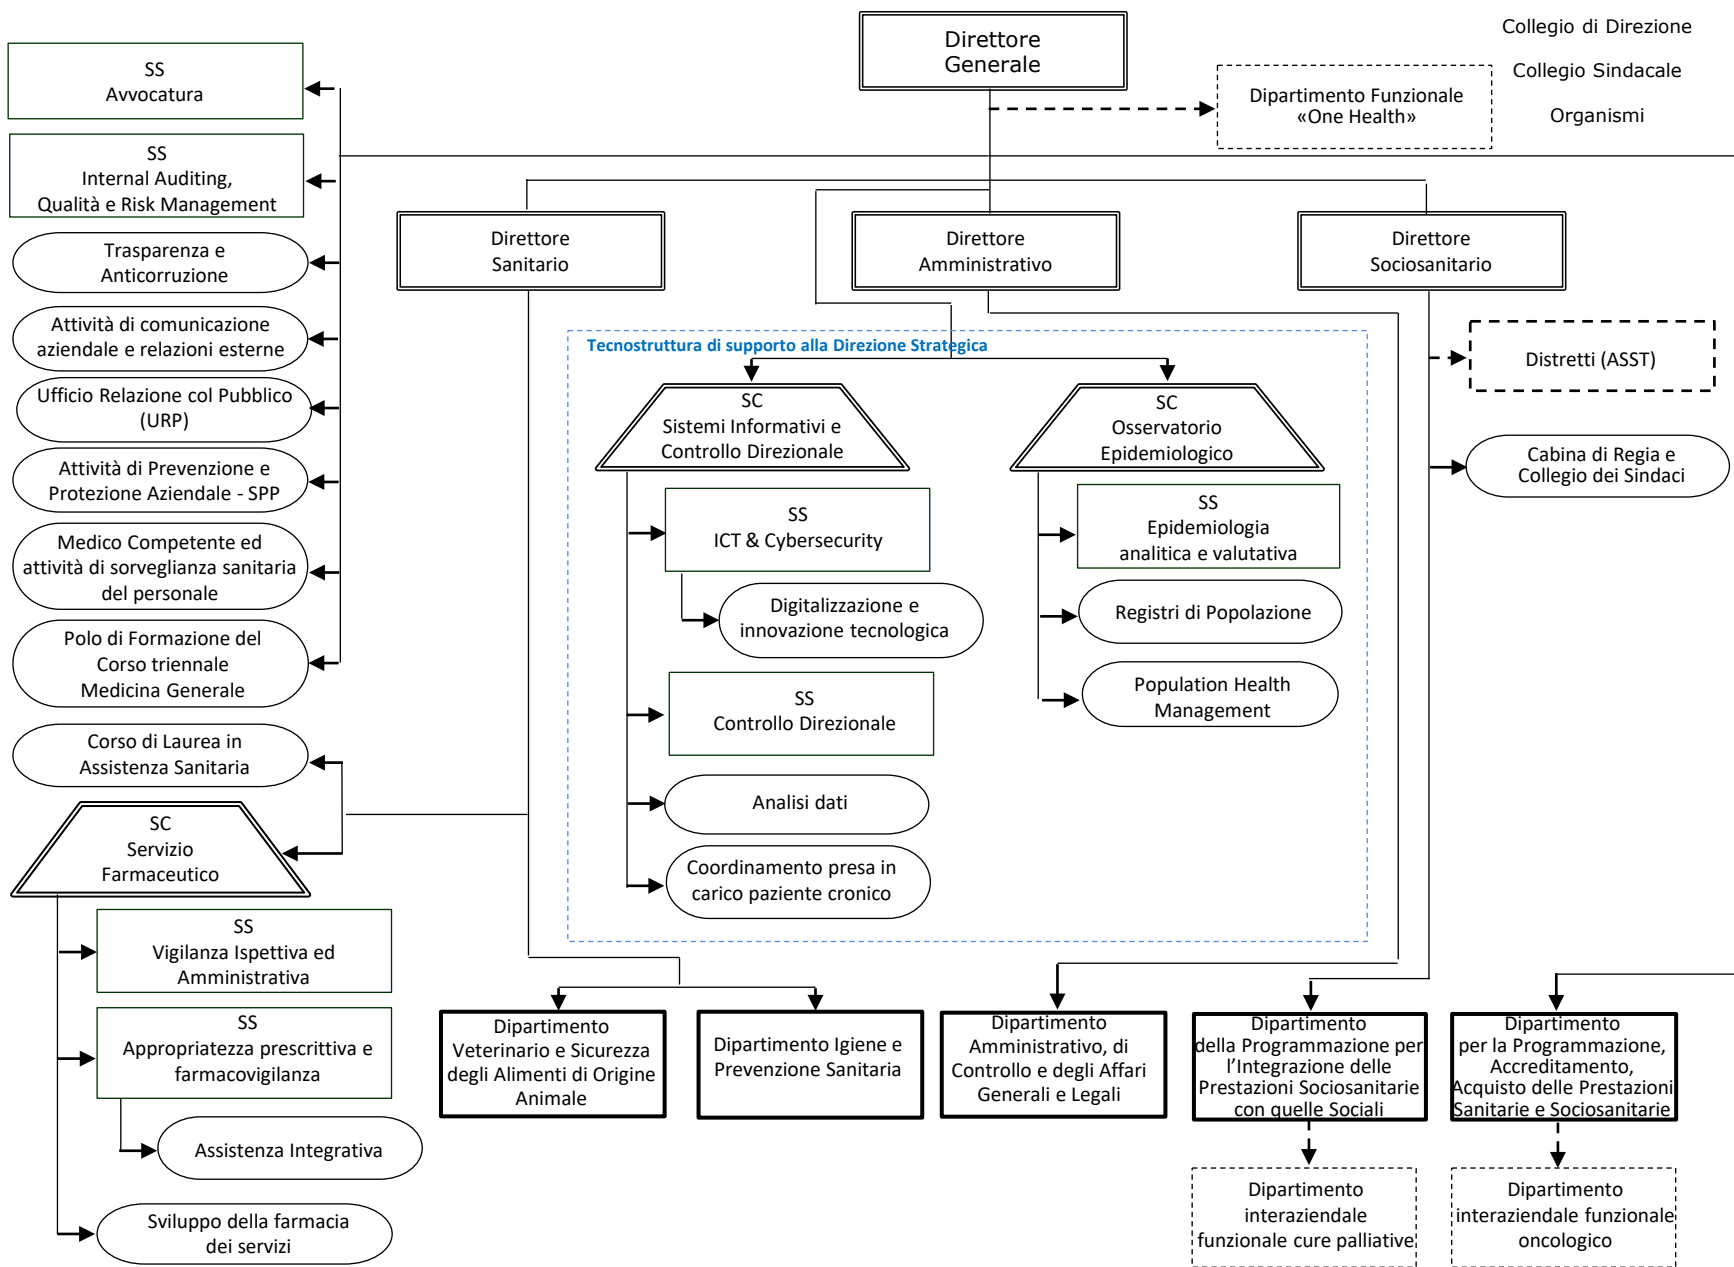 Direttore
Generale
Collegio di Direzione
Collegio Sindacale
Organismi
Dipartimento Funzionale
«One Health»
SS
Avvocatura
SS
Internal Auditing,
Qualità e Risk Management
Trasparenza e
Anticorruzione
Attività di comunicazione
aziendale e relazioni esterne
Ufficio Relazione col Pubblico
(URP)
Attività di Prevenzione e
Protezione Aziendale - SPP
Medico Competente ed
attività di sorveglianza sanitaria
del personale
Polo di Formazione del
Corso triennale
Medicina Generale
Corso di Laurea in
Assistenza Sanitaria
SC
Servizio
Farmaceutico
SS
Vigilanza Ispettiva ed
Amministrativa
SS
Appropriatezza prescrittiva e
farmacovigilanza
Assistenza Integrativa
Sviluppo della farmacia
dei servizi
Direttore
Sanitario
Direttore
Amministrativo
Direttore
Sociosanitario
Tecnostruttura di supporto alla Direzione Strategica
SC
Sistemi Informativi e
Controllo Direzionale
SS
ICT & Cybersecurity
Digitalizzazione e
innovazione tecnologica
SS
Controllo Direzionale
Analisi dati
Coordinamento presa in
carico paziente cronico
SC
Osservatorio
Epidemiologico
SS
Epidemiologia
analitica e valutativa
Registri di Popolazione
Population Health
Management
Distretti (ASST)
Cabina di Regia e
Collegio dei Sindaci
Dipartimento
Veterinario e Sicurezza
degli Alimenti di Origine
Animale
Dipartimento Igiene e
Prevenzione Sanitaria
Dipartimento
Amministrativo, di
Controllo e degli Affari
Generali e Legali
Dipartimento
della Programmazione per
l’Integrazione delle
Prestazioni Sociosanitarie
con quelle Sociali
Dipartimento
per la Programmazione,
Accreditamento,
Acquisto delle Prestazioni
Sanitarie e Sociosanitarie
Dipartimento
interaziendale
funzionale cure palliative
Dipartimento
interaziendale funzionale
oncologico